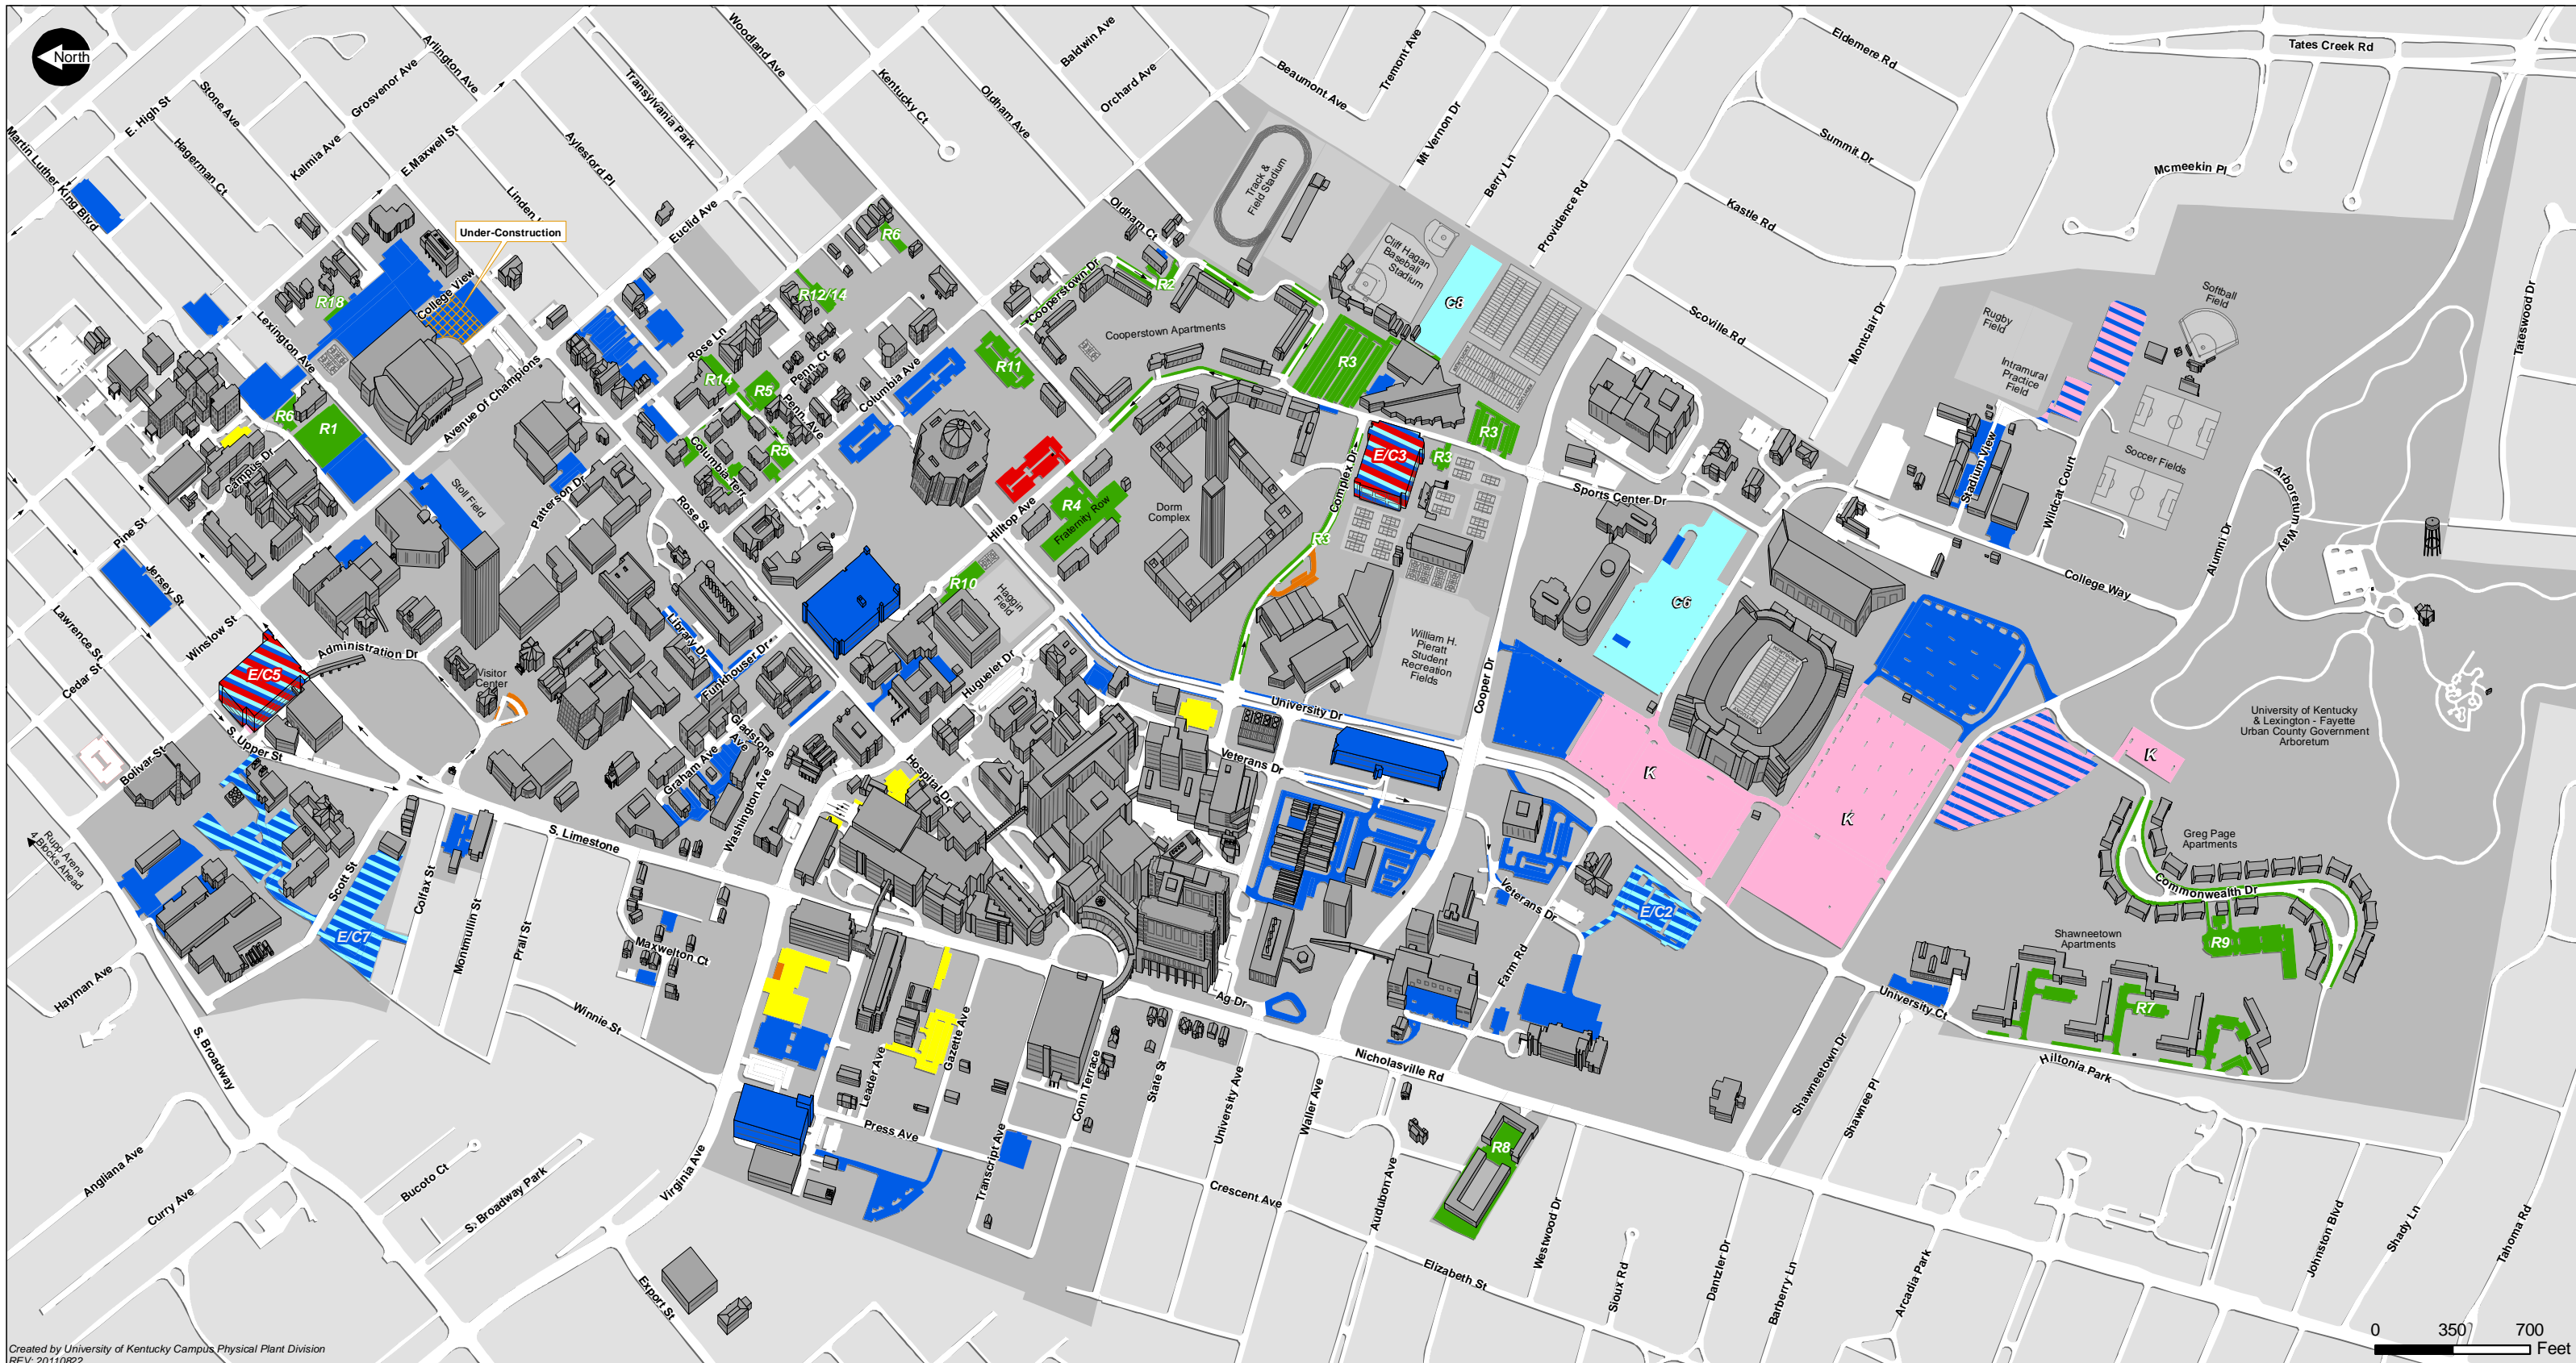 North
Tates Creek Rd
Woodland Ave
Baldwin Ave
Eldemere Rd
Arlington Ave
Tremont Ave
Beaumont Ave
Grosvenor Ave
Stone Ave
E. High St
Transylvania Park
Kentucky Ct
Oldham Ave
Orchard Ave
Mt Vernon Dr
Summit Dr
Martin Luther King Blvd
Hagerman Ct
Kalmia Ave
E.Maxwell St
Aylesford Pl
Linden
Berry Ln
Mcmeekin Pl
Track &
Field Stadium
Providence Rd
Kastle Rd
Under-Construction
Euclid Ave
Oldham Ct
R6
Cliff Hagan
Baseball
Stadium
College View
R18
R12/14
Cooperstown Dr
R2
C8
Softball
Field
Tateswood Dr
Lexington Ave
Rose Ln
Cooperstown Apartments
Scoville Rd
Montclair Dr
Rugby
Field
Intramural
Practice
Field
Avenue Of Champions
Penn Ct
R14
R5
Columbia Ave
R11
R3
R6
R1
Penn Ave
R3
Campus Dr
Columbia Terr
R5
E/C3
R3
Stadium View
Soccer Fields
Stoll Field
Patterson Dr
Rose St
Complex Dr
Sports Center Dr
Wildcat Court
Pine St
R4
Fraternity Row
Hilltop Ave
Dorm
Complex
R3
Alumni Dr
Arboretum Way
Jersey St
R10
Haggin
Field
C6
College Way
Lawrence St
Winslow St
Library Dr
Administration Dr
Cedar St
E/C5
Visitor
Center
Funkhouser Dr
Huguelet Dr
William H.
Pieratt
Student
Recreation
Fields
Cooper Dr
University Dr
University of Kentucky
& Lexington - Fayette
Urban County Government
Arboretum
S. Upper St
Bolivar St
Gladstone
Ave
Graham Ave
Hospital Dr
Veterans Dr
K
K
K
Washington Ave
S. Limestone
Rupp Arena
4 Blocks Ahead
Greg Page
Apartments
Scott St
Colfax St
Commonwealth Dr
Veterans Dr
E/C2
E/C7
Montmullin St
Prall St
Maxwelton Ct
Shawneetown
Apartments
R9
Farm Rd
Hayman Ave
Winnie St
Ag Dr
University Ct
R7
S. Broadway
Gazette Ave
Leader Ave
Nicholasville Rd
Hiltonia Park
Conn Terrace
State St
University Ave
Waller Ave
Shawneetown Dr
Shawnee Pl
Press Ave
Transcript Ave
R8
Angliana Ave
Curry Ave
Bucoto Ct
S. Broadway Park
Virginia Ave
Crescent Ave
Audubon Ave
Westwood Dr
Elizabeth St
Sioux Rd
Dantzler Dr
Barberry Ln
Arcadia Park
Johnston Blvd
Shady Ln
Tahoma Rd
Export St
0 350 700
Feet
Created by University of Kentucky Campus Physical Plant Division
REV: 20110822